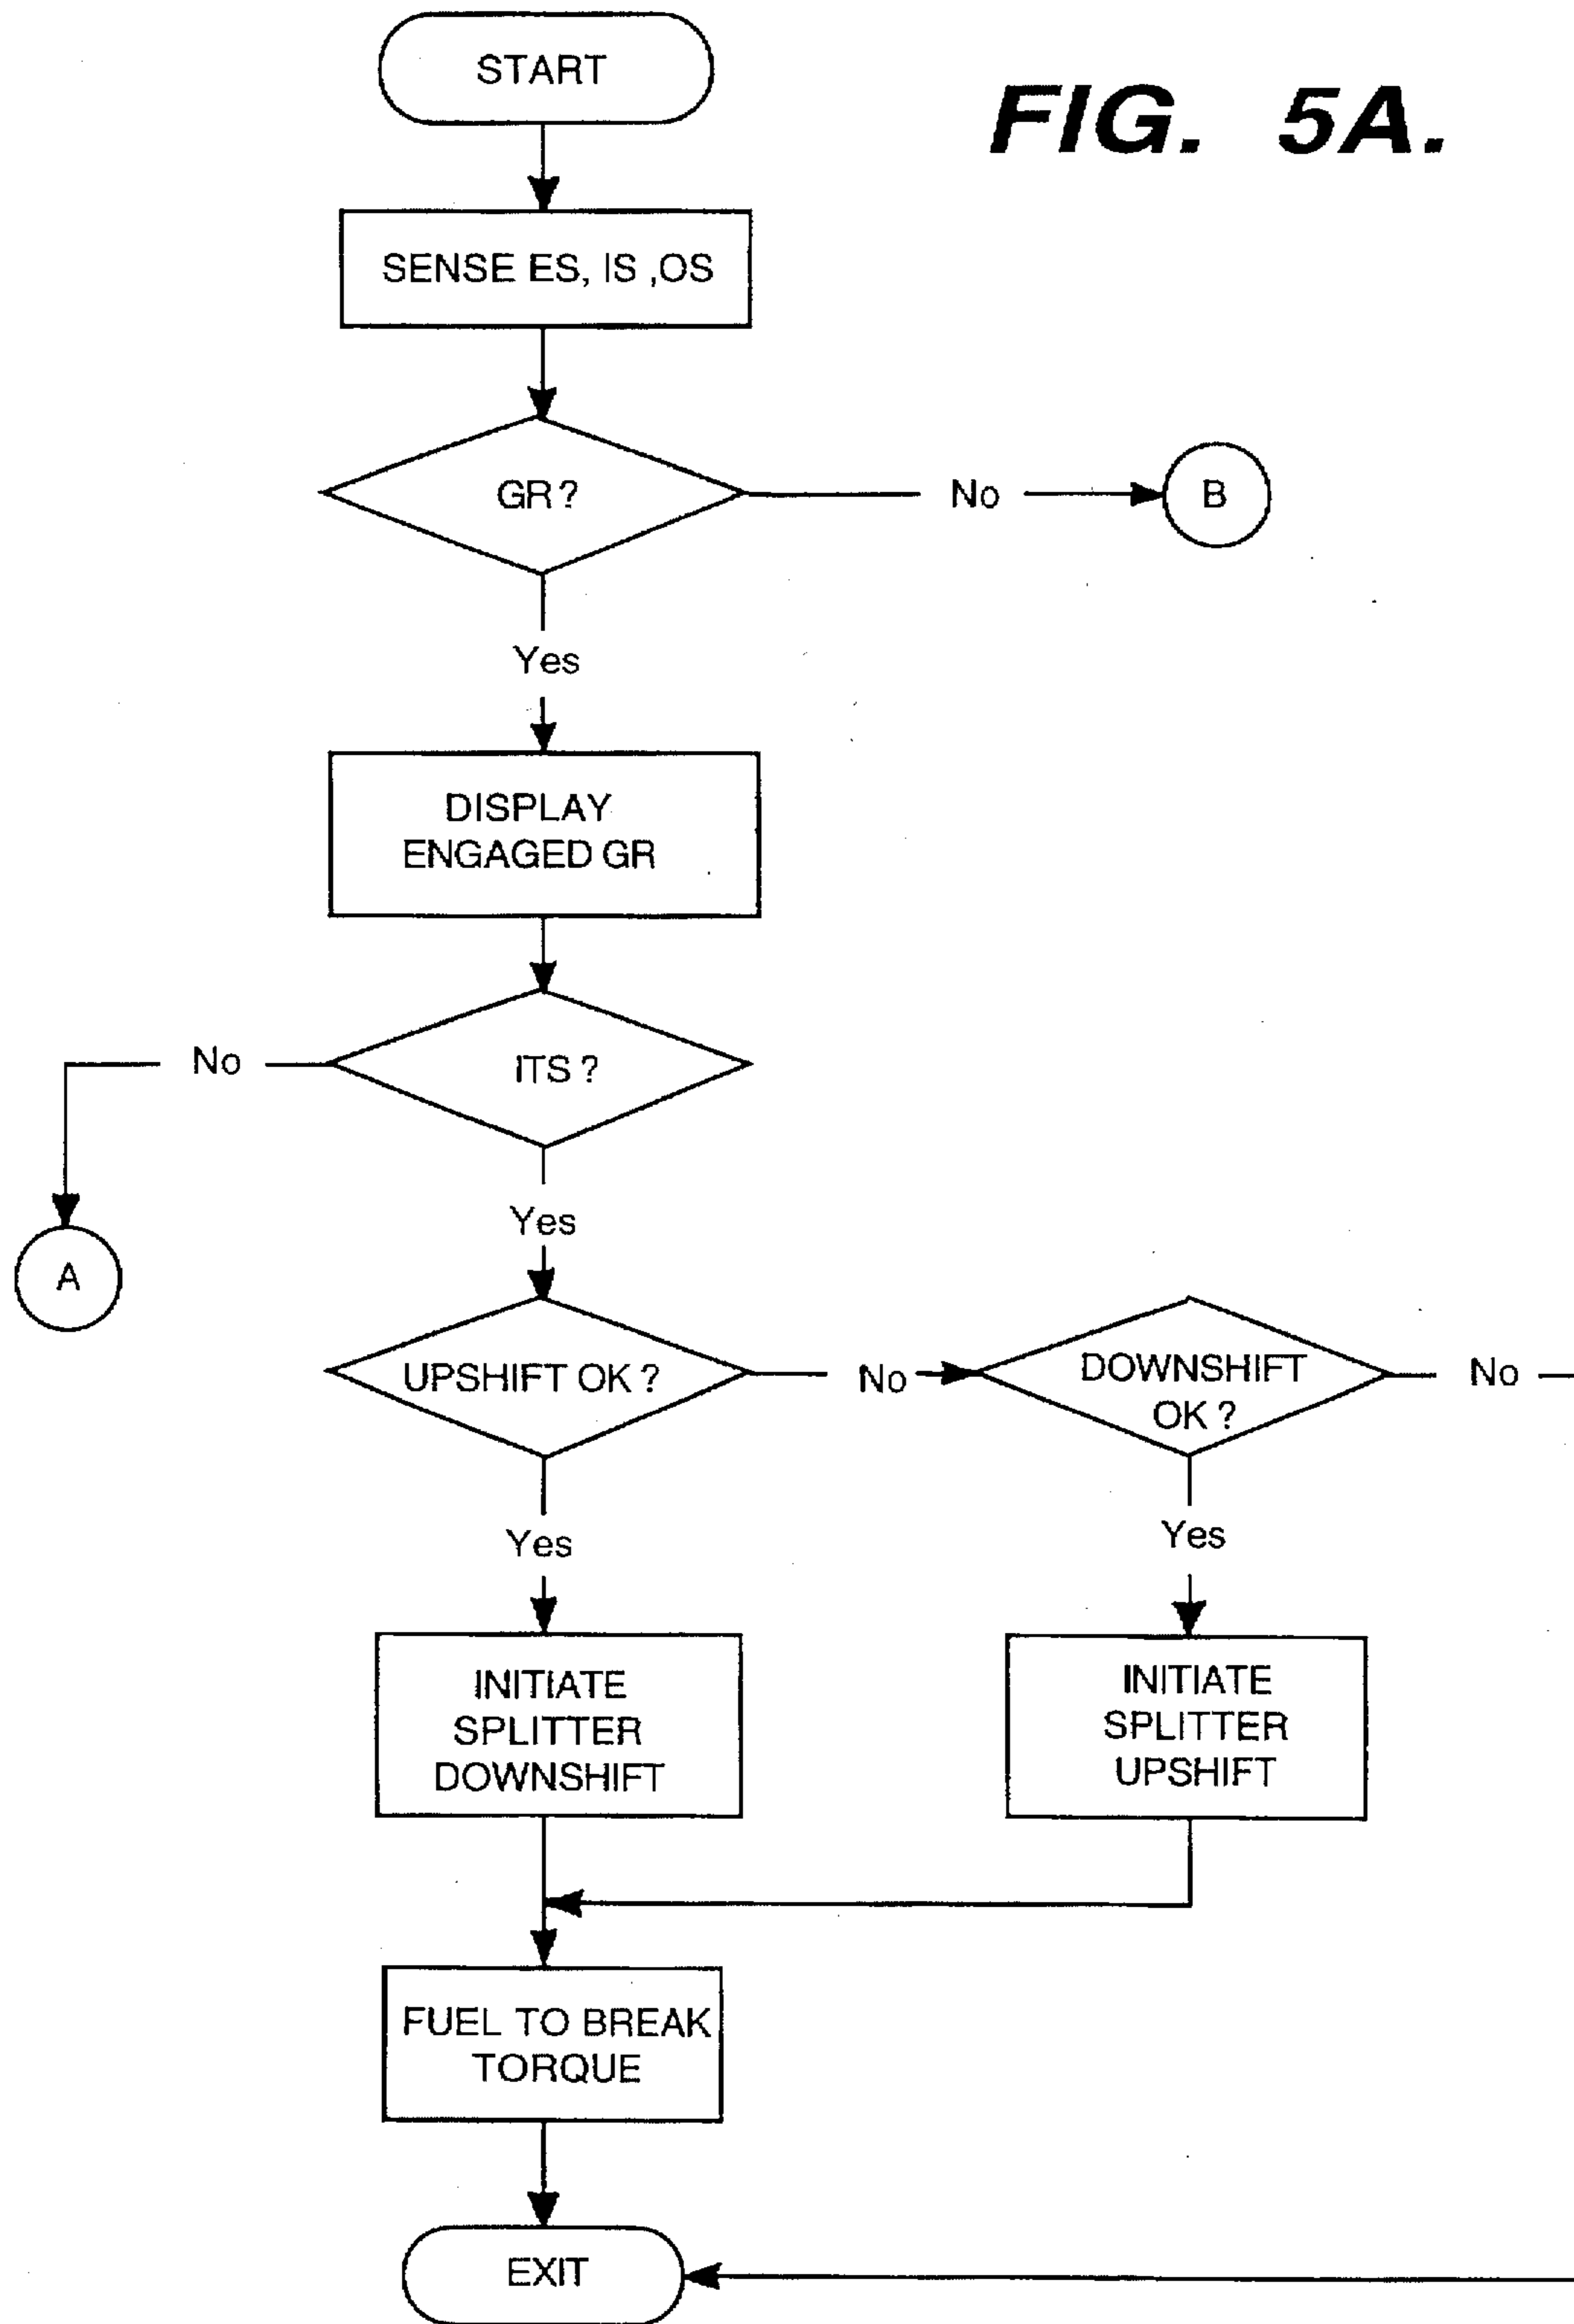 FIG. 5A.
START
SENSE ES, IS ,OS
GR?
No
B
Yes
DISPLAY
ENGAGED GR
ITS ?
No
A
Yes
UPSHIFT OK ?
No
DOWNSHIFT
OK ?
No
Yes
Yes
INITIATE
SPLITTER
DOWNSHIFT
INITIATE
SPLITTER
UPSHIFT
FUEL TO BREAK
TORQUE
EXIT